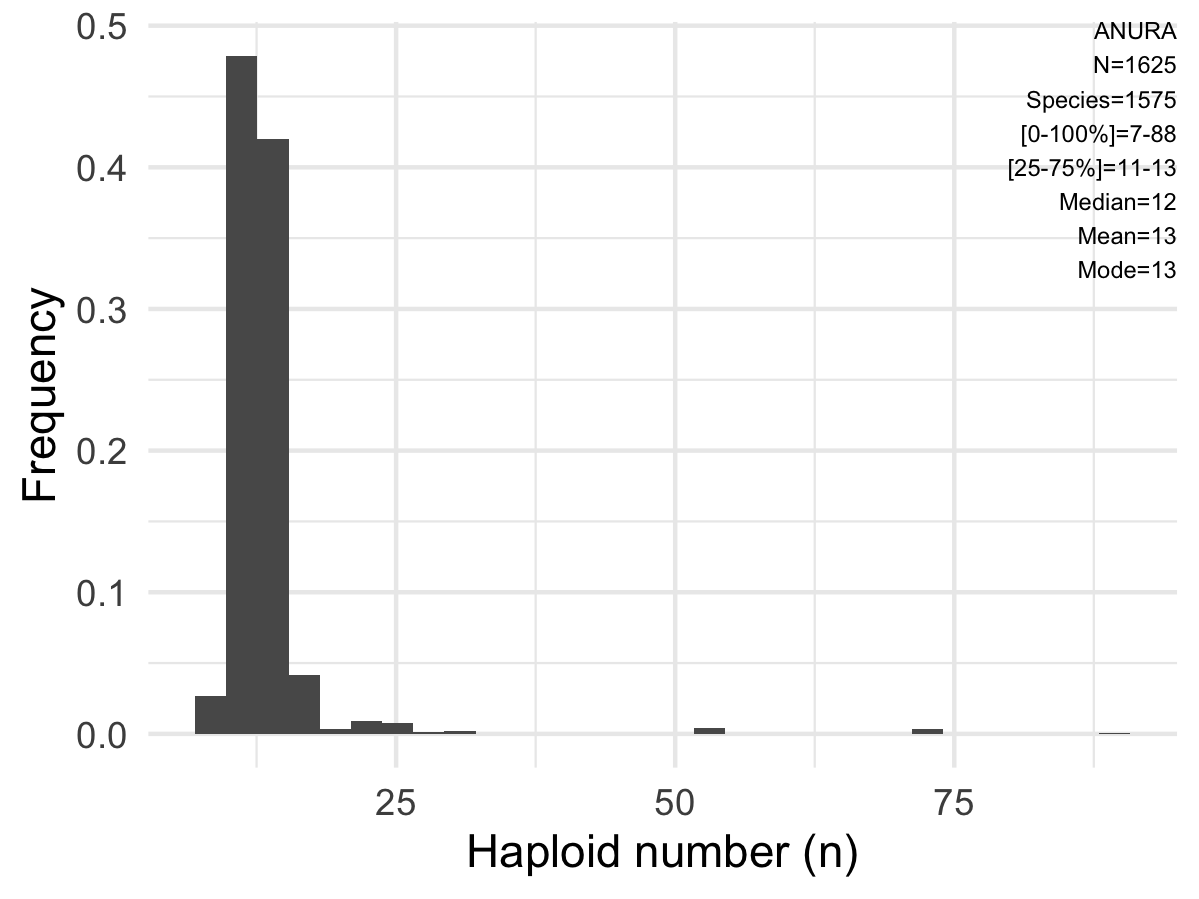 0.5
0.4
0.3
0.2
0.1
0.0
Frequency
25 50 75
Haploid number (n)
ANURA
N=1625
Species=1575
[0-100%]=7-88
[25-75%]=11-13
Median=12
Mean=13
Mode=13